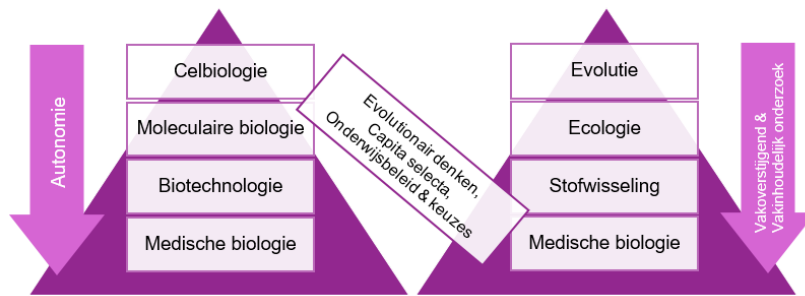 Autonomie
Celbiologie
Moleculaire biologie
Biotechnologie
Medische biologie
Evolutionair denken,
Capita selecta,
Onderwijsbeleid & keuzes
Evolutie
Ecologie
Stofwisseling
Medische biologie
Vakoverstijgend &
Vakinhoudelijk onderzoek